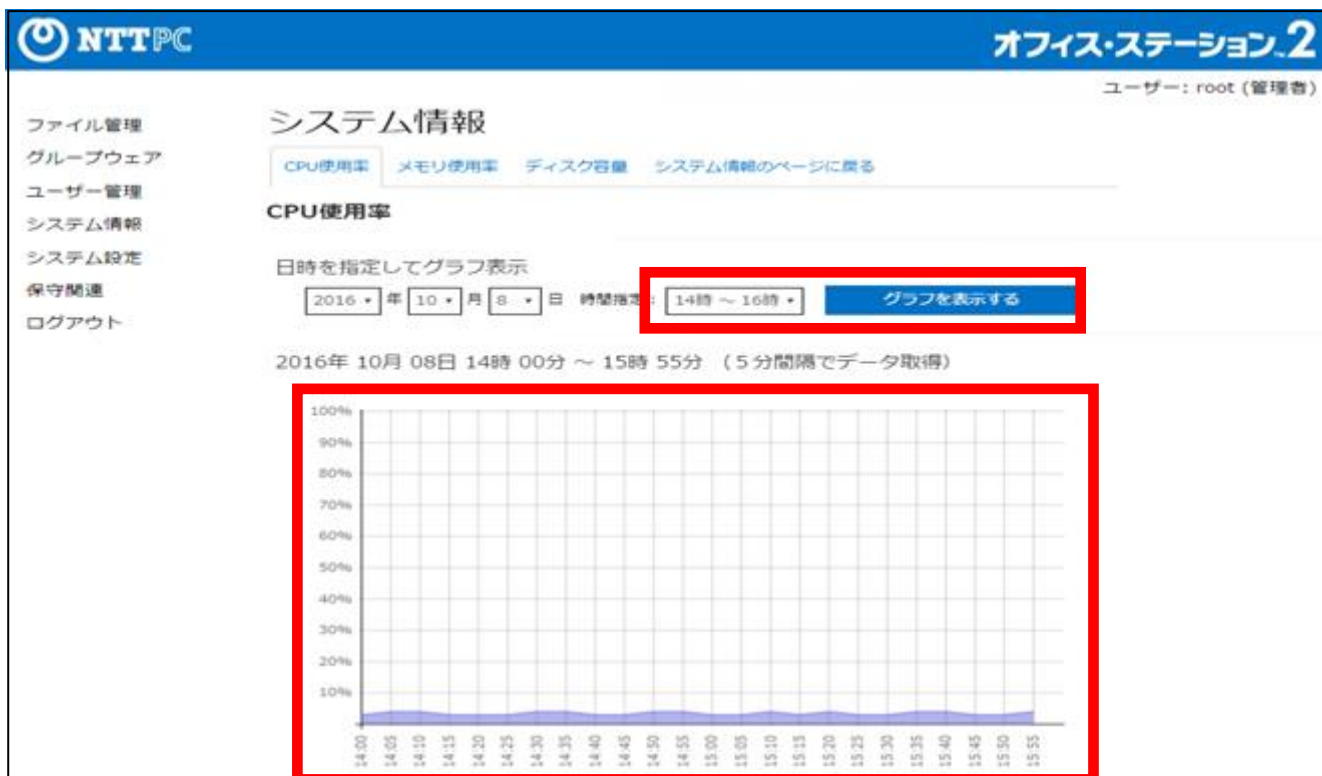 NTTPC
オフィス・ステーション 2
ユーザー: root (管理者)
ファイル管理
グループウェア
ユーザー管理
システム情報
システム設定
保守関連
ログアウト
システム情報
CPU使用率 メモリ使用率 ディスク容量 システム情報のページに戻る
CPU使用率
日時を指定してグラフ表示
2016 年 10 月 8 日 時間指定: 14時 ～ 16時 グラフを表示する
2016年 10月 08日 14時 00分 ～ 15時 55分 (5分間隔でデータ取得)
100%
90%
80%
70%
60%
50%
40%
30%
20%
10%
14:00 14:05 14:10 14:15 14:20 14:25 14:30 14:35 14:40 14:45 14:50 14:55 15:00 15:05 15:10 15:15 15:20 15:25 15:30 15:35 15:40 15:45 15:50 15:55